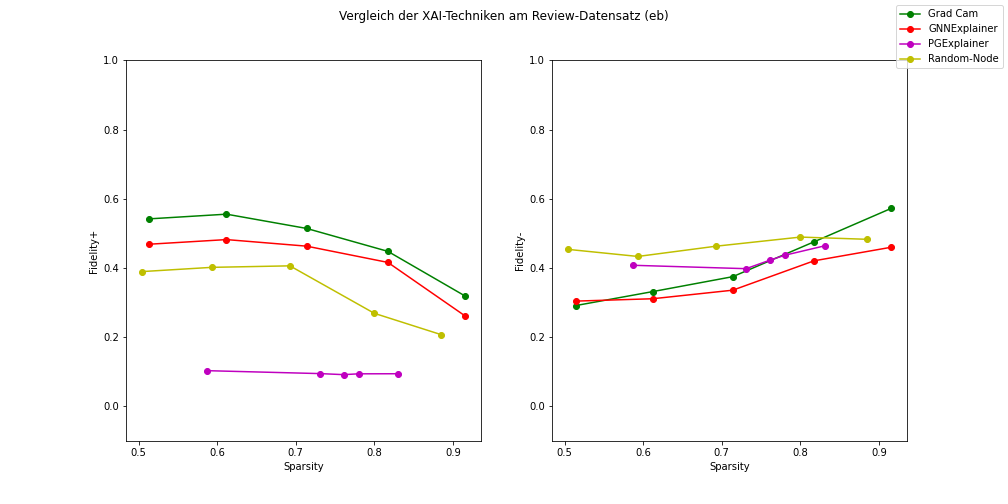 Vergleich der XAI-Techniken am Review-Datensatz (eb)
Grad Cam
GNNExplainer
PGExplainer
Random-Node
1.0
0.8
0.6
0.4
0.2
0.0
Fidelity+
0.5 0.6 0.7 0.8 0.9
Sparsity
1.0
0.8
0.6
0.4
0.2
0.0
Fidelity-
0.5 0.6 0.7 0.8 0.9
Sparsity